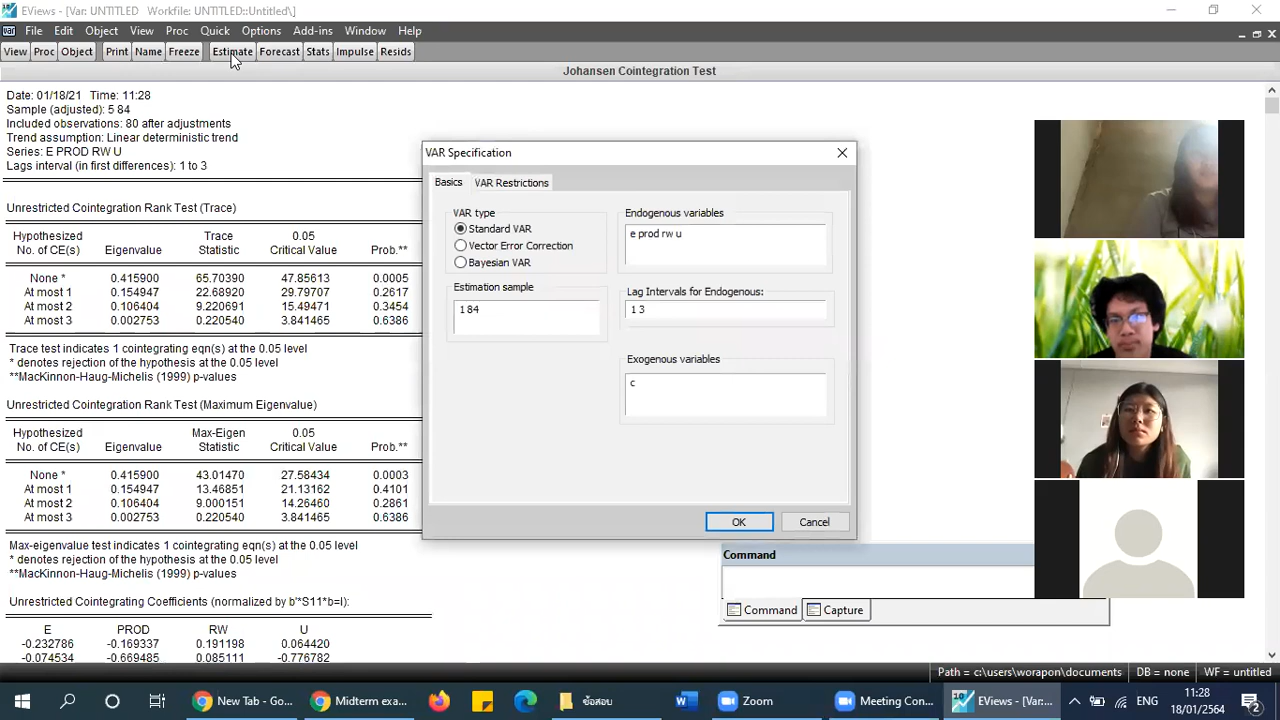 EViews - [Var: UNTITLED Workfile: UNTITLED::Untitled\]
File Edit Object View Proc Quick Options Add-ins Window Help
View Proc Object Print Name Freeze Estimate Forecast Stats Impulse Resids
Johansen Cointegration Test
Date: 01/18/21 Time: 11:28
Sample (adjusted): 5 84
Included observations: 80 after adjustments
Trend assumption: Linear deterministic trend
Series: E PROD RW U
Lags interval (in first differences): 1 to 3
Unrestricted Cointegration Rank Test (Trace)
Hypothesized Trace 0.05
No. of CE(s) Eigenvalue Statistic Critical Value Prob.**
None * 0.415900 65.70390 47.85613 0.0005
At most 1 0.154947 22.68920 29.79707 0.2617
At most 2 0.106404 9.220691 15.49471 0.3454
At most 3 0.002753 0.220540 3.841465 0.6386
Trace test indicates 1 cointegrating eqn(s) at the 0.05 level
* denotes rejection of the hypothesis at the 0.05 level
**MacKinnon-Haug-Michelis (1999) p-values
Unrestricted Cointegration Rank Test (Maximum Eigenvalue)
Hypothesized Max-Eigen 0.05
No. of CE(s) Eigenvalue Statistic Critical Value Prob.**
None * 0.415900 43.01470 27.58434 0.0003
At most 1 0.154947 13.46851 21.13162 0.4101
At most 2 0.106404 9.000151 14.26460 0.2861
At most 3 0.002753 0.220540 3.841465 0.6386
Max-eigenvalue test indicates 1 cointegrating eqn(s) at the 0.05 level
* denotes rejection of the hypothesis at the 0.05 level
**MacKinnon-Haug-Michelis (1999) p-values
Unrestricted Cointegrating Coefficients (normalized by b'*S11*b=I):
E PROD RW U
-0.232786 -0.169337 0.191198 0.064420
-0.074534 -0.669485 0.085111 -0.776782
VAR Specification
Basics VAR Restrictions
VAR type
Standard VAR
Vector Error Correction
Bayesian VAR
Estimation sample
1 84
Endogenous variables
e prod rw u
Lag Intervals for Endogenous:
1 3
Exogenous variables
c
OK Cancel
Command
Command Capture
Path = c:\users\worapon\documents DB = none WF = untitled
New Tab - Go...
Midterm exa...
ข้อสอบ
Zoom
Meeting Con...
EViews - [Var:...
ENG
11:28
18/01/2564
2